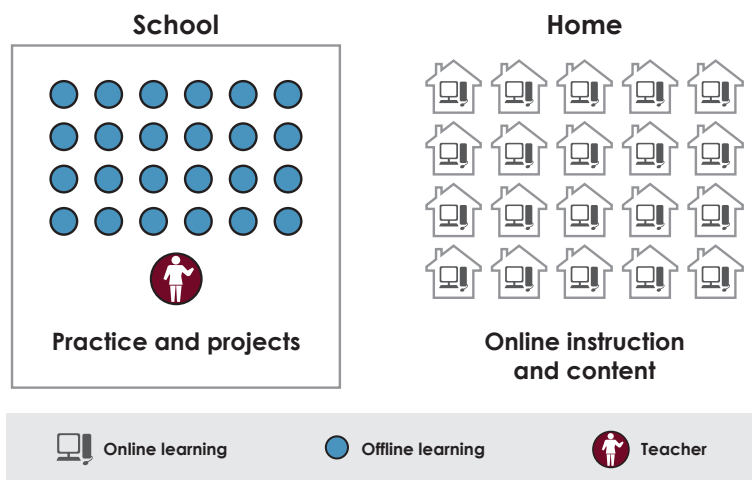 School
Home
Practice and projects
Online instruction
and content
Online learning
Offline learning
Teacher